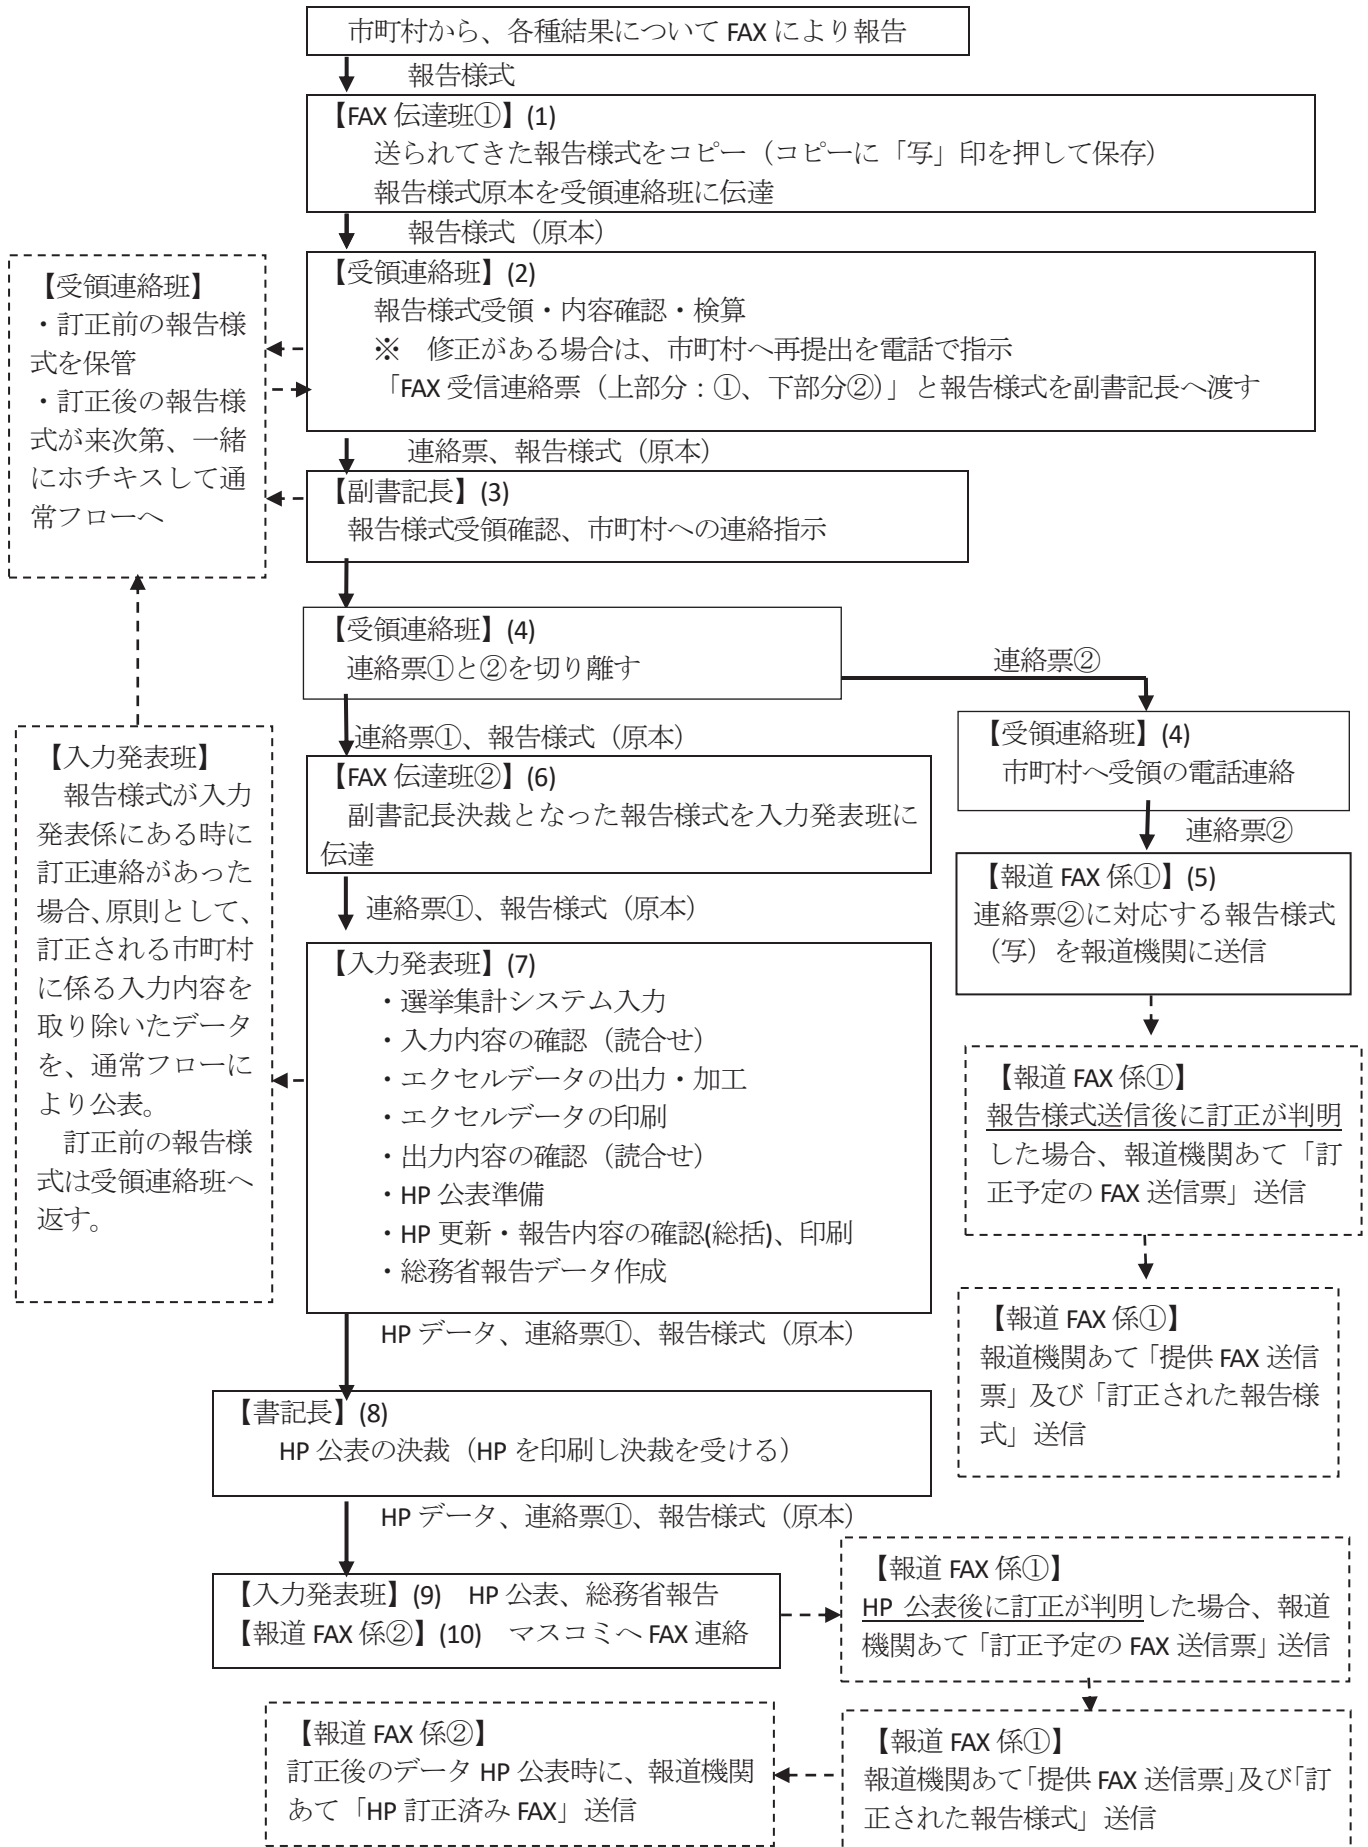 市町村から、各種結果について FAX により報告
報告様式
【FAX 伝達班①】(1)
送られてきた報告様式をコピー（コピーに「写」印を押して保存）
報告様式原本を受領連絡班に伝達
報告様式（原本）
【受領連絡班】(2)
報告様式受領・内容確認・検算
※　修正がある場合は、市町村へ再提出を電話で指示
「FAX 受信連絡票（上部分：①、下部分②）」と報告様式を副書記長へ渡す
【受領連絡班】
・訂正前の報告様
式を保管
・訂正後の報告様
式が来次第、一緒
にホチキスして通
常フローへ
連絡票、報告様式（原本）
【副書記長】(3)
報告様式受領確認、市町村への連絡指示
【受領連絡班】(4)
連絡票①と②を切り離す
連絡票②
【受領連絡班】(4)
市町村へ受領の電話連絡
連絡票②
【報道 FAX 係①】(5)
連絡票②に対応する報告様式
（写）を報道機関に送信
【報道 FAX 係①】
報告様式送信後に訂正が判明
した場合、報道機関あて「訂
正予定の FAX 送信票」送信
【報道 FAX 係①】
報道機関あて「提供 FAX 送信
票」及び「訂正された報告様
式」送信
連絡票①、報告様式（原本）
【FAX 伝達班②】(6)
副書記長決裁となった報告様式を入力発表班に
伝達
連絡票①、報告様式（原本）
【入力発表班】(7)
・選挙集計システム入力
・入力内容の確認（読合せ）
・エクセルデータの出力・加工
・エクセルデータの印刷
・出力内容の確認（読合せ）
・HP 公表準備
・HP 更新・報告内容の確認(総括)、印刷
・総務省報告データ作成
【入力発表班】
報告様式が入力
発表係にある時に
訂正連絡があった
場合、原則として、
訂正される市町村
に係る入力内容を
取り除いたデータ
を、通常フローに
より公表。
訂正前の報告様
式は受領連絡班へ
返す。
HP データ、連絡票①、報告様式（原本）
【書記長】(8)
HP 公表の決裁（HP を印刷し決裁を受ける）
HP データ、連絡票①、報告様式（原本）
【入力発表班】(9)　HP 公表、総務省報告
【報道 FAX 係②】(10)　マスコミへ FAX 連絡
【報道 FAX 係①】
HP 公表後に訂正が判明した場合、報道
機関あて「訂正予定の FAX 送信票」送信
【報道 FAX 係①】
報道機関あて「提供 FAX 送信票」及び「訂
正された報告様式」送信
【報道 FAX 係②】
訂正後のデータ HP 公表時に、報道機関
あて「HP 訂正済み FAX」送信